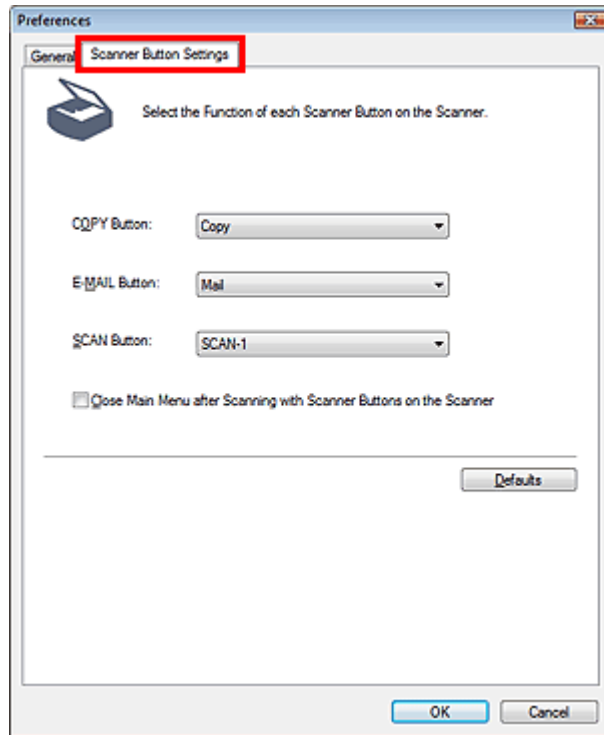 Preferences
General
Scanner Button Settings
Select the Function of each Scanner Button on the Scanner.
COPY Button:
Copy
E-MAIL Button:
Mail
SCAN Button:
SCAN-1
Close Main Menu after Scanning with Scanner Buttons on the Scanner
Defaults
OK
Cancel